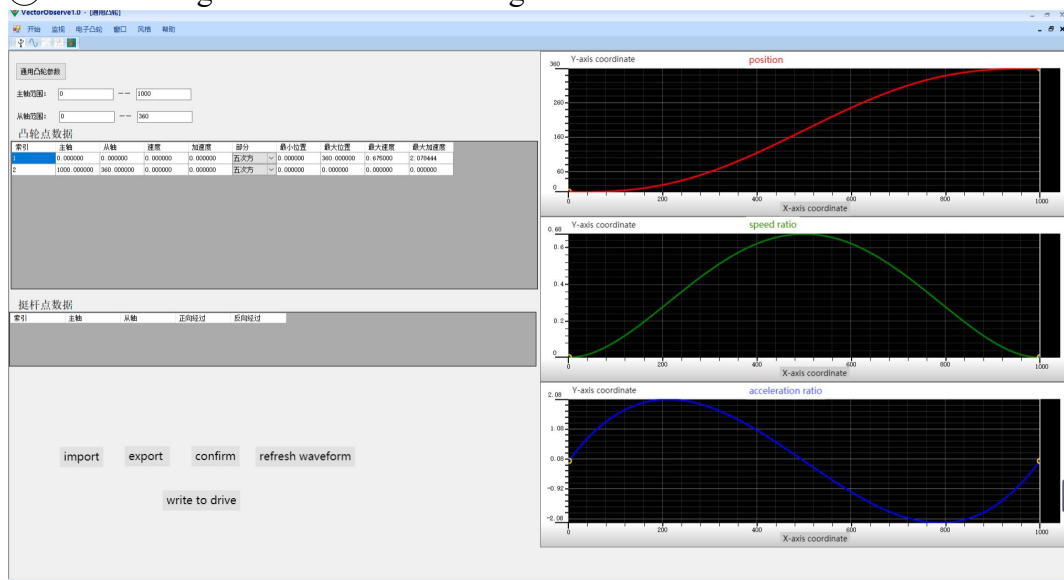 VectorObserve1.0 - [通用凸轮]
开始 监视 电子凸轮 窗口 风格 帮助
通用凸轮参数
主轴范围: 0 -- 1000
从轴范围: 0 -- 360
凸轮点数据
索引 主轴 从轴 速度 加速度 部分 最小位置 最大位置 最大速度 最大加速度
1 0.000000 0.000000 0.000000 0.000000 五次方 0.000000 360.000000 0.675000 2.078444
2 1000.000000 360.000000 0.000000 0.000000 五次方 0.000000 0.000000 0.000000 0.000000
挺杆点数据
索引 主轴 从轴 正向经过 反向经过
import export confirm refresh waveform
write to drive
Y-axis coordinate position
360
260
160
60
0 200 400 600 800 1000
X-axis coordinate
Y-axis coordinate speed ratio
0.68
0.6
0.4
0.2
0
0 200 400 600 800 1000
X-axis coordinate
Y-axis coordinate acceleration ratio
2.08
1.08
0.08
-0.92
-2.08
0 200 400 600 800 1000
X-axis coordinate